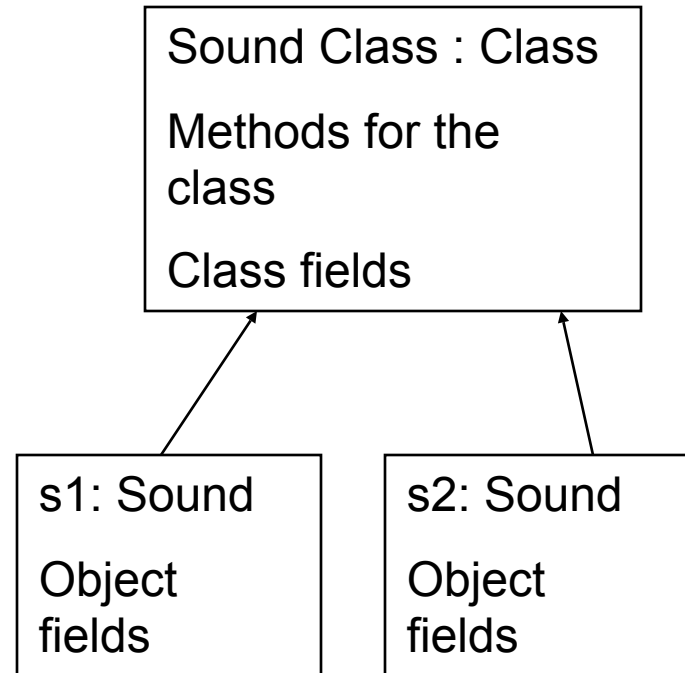 Sound Class : Class
Methods for the
class
Class fields
s1: Sound
Object
fields
s2: Sound
Object
fields